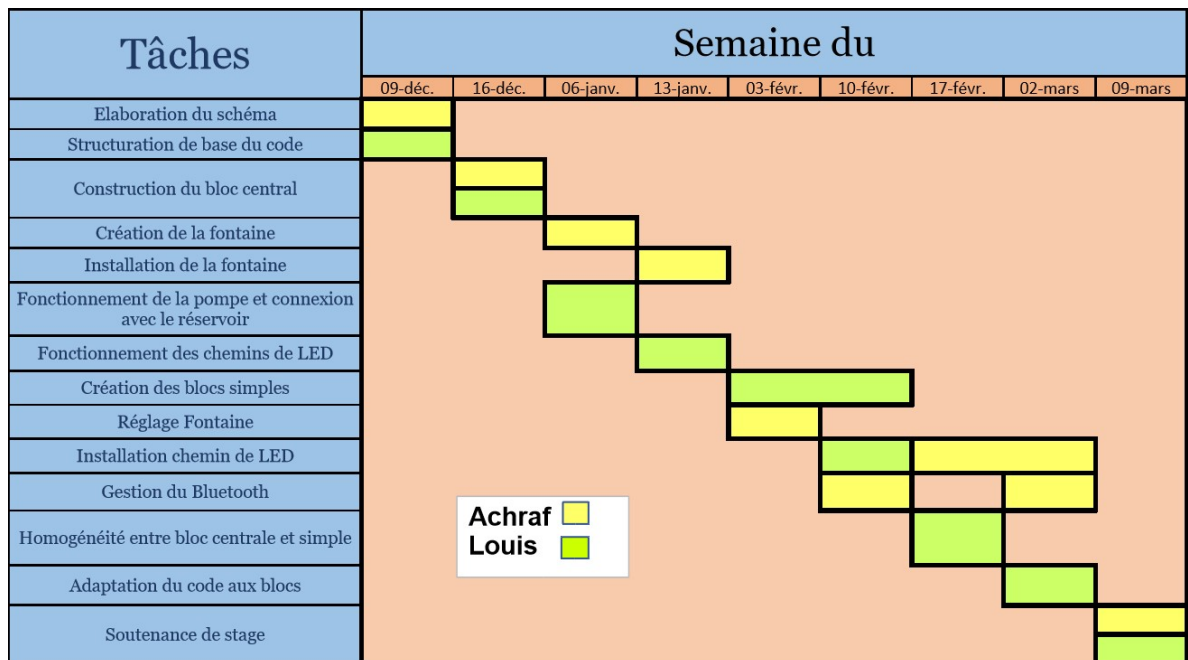 Tâches
Semaine du
09-déc. 16-déc. 06-janv. 13-janv. 03-févr. 10-févr. 17-févr. 02-mars 09-mars
Elaboration du schéma
Structuration de base du code
Construction du bloc central
Création de la fontaine
Installation de la fontaine
Fonctionnement de la pompe et connexion
avec le réservoir
Fonctionnement des chemins de LED
Création des blocs simples
Réglage Fontaine
Installation chemin de LED
Gestion du Bluetooth
Homogénéité entre bloc centrale et simple
Adaptation du code aux blocs
Soutenance de stage
Achraf
Louis